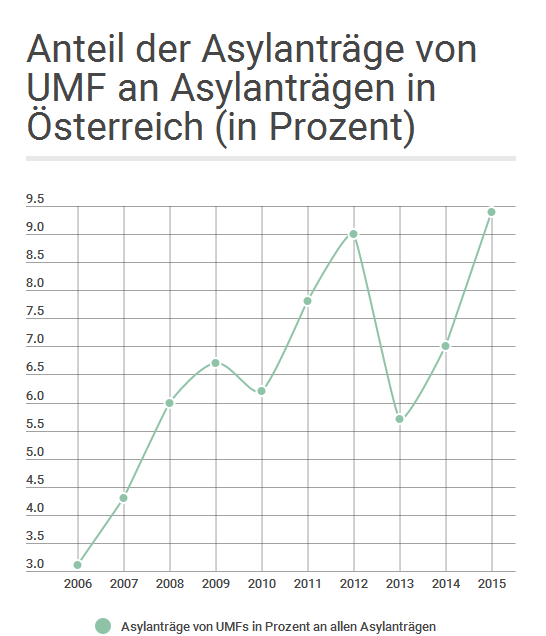 Anteil der Asylanträge von
UMF an Asylanträgen in
Österreich (in Prozent)
9.5
9.0
8.5
8.0
7.5
7.0
6.5
6.0
5.5
5.0
4.5
4.0
3.5
3.0
2006 2007 2008 2009 2010 2011 2012 2013 2014 2015
Asylanträge von UMFs in Prozent an allen Asylanträgen